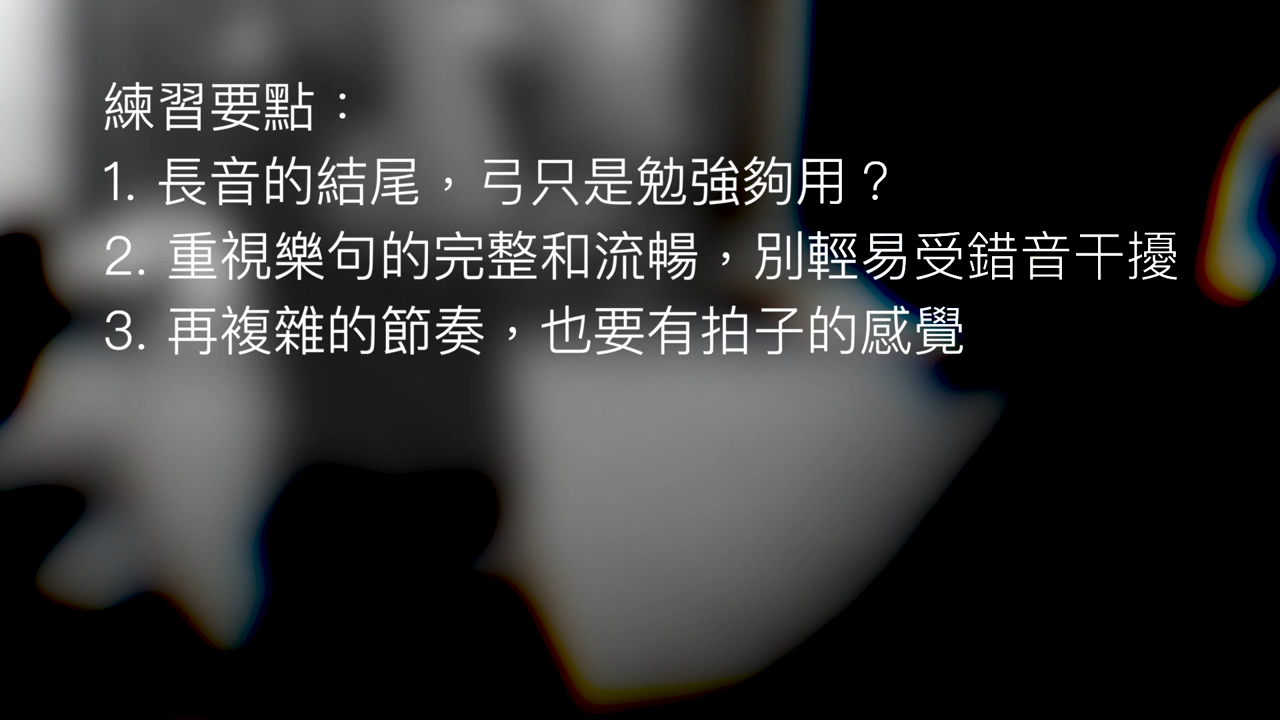 練習要點：
1. 長音的結尾，弓只是勉強夠用？
2. 重視樂句的完整和流暢，別輕易受錯音干擾
3. 再複雜的節奏，也要有拍子的感覺